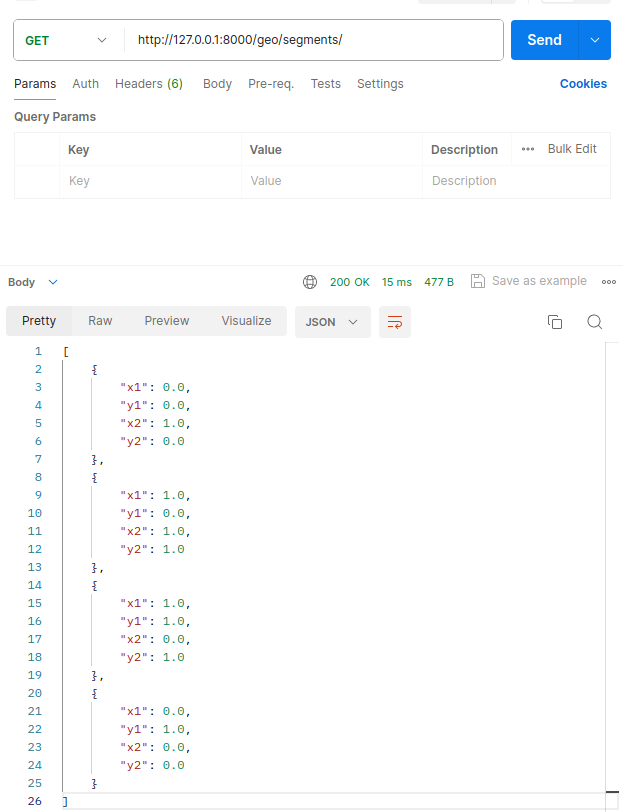 GET http://127.0.0.1:8000/geo/segments/ Send
Params Auth Headers (6) Body Pre-req. Tests Settings Cookies
Query Params
Key Value Description Bulk Edit
Key Value Description
Body 200 OK 15 ms 477 B Save as example
Pretty Raw Preview Visualize JSON
1 [
2 {
3 "x1": 0.0,
4 "y1": 0.0,
5 "x2": 1.0,
6 "y2": 0.0
7 },
8 {
9 "x1": 1.0,
10 "y1": 0.0,
11 "x2": 1.0,
12 "y2": 1.0
13 },
14 {
15 "x1": 1.0,
16 "y1": 1.0,
17 "x2": 0.0,
18 "y2": 1.0
19 },
20 {
21 "x1": 0.0,
22 "y1": 1.0,
23 "x2": 0.0,
24 "y2": 0.0
25 }
26 ]